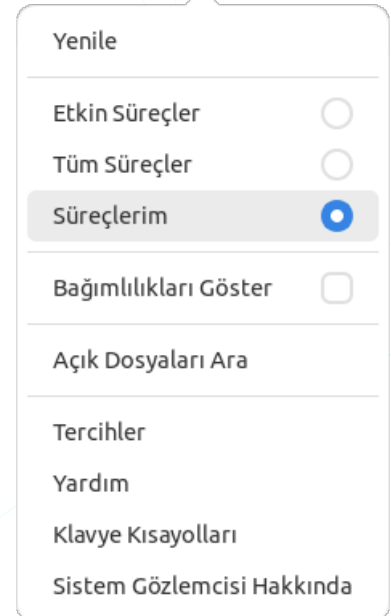 Yenile
Etkin Süreçler
Tüm Süreçler
Süreçlerim
Bağımlılıkları Göster
Açık Dosyaları Ara
Tercihler
Yardım
Klavye Kısayolları
Sistem Gözlemcisi Hakkında